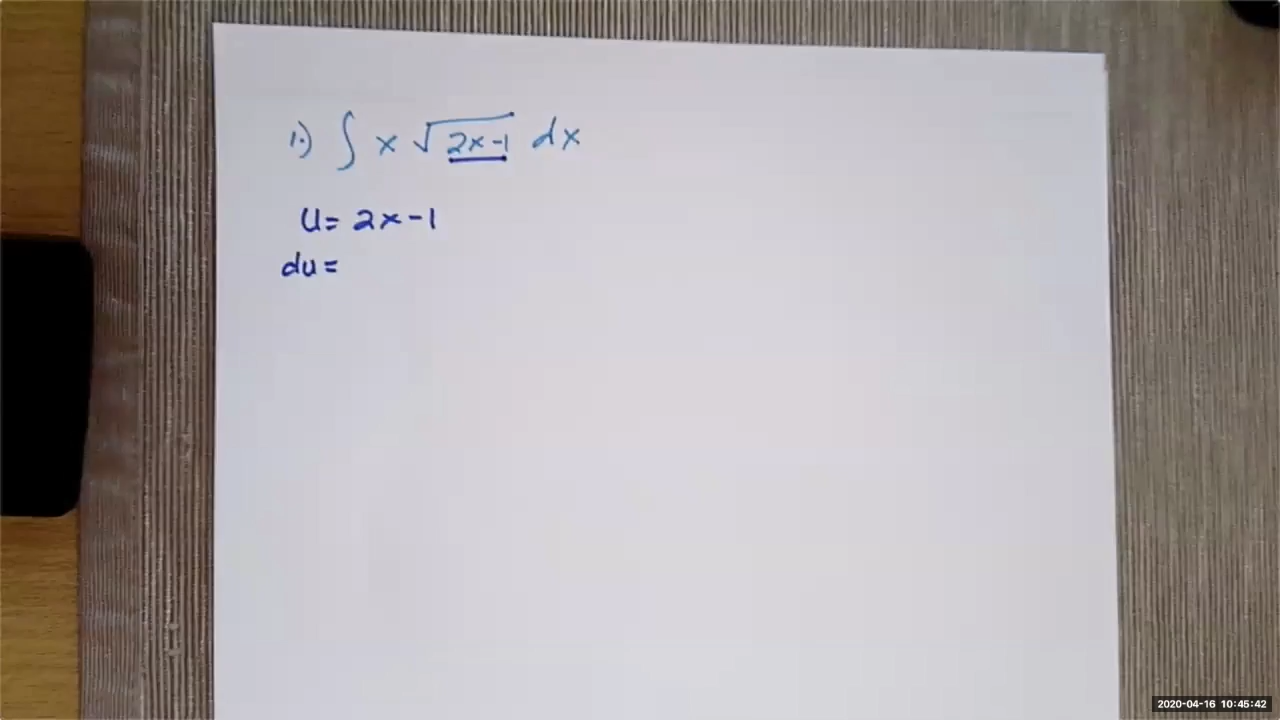 1.) ∫ x √2x-1 dx
u= 2x-1
du=
2020-04-16 10:45:42